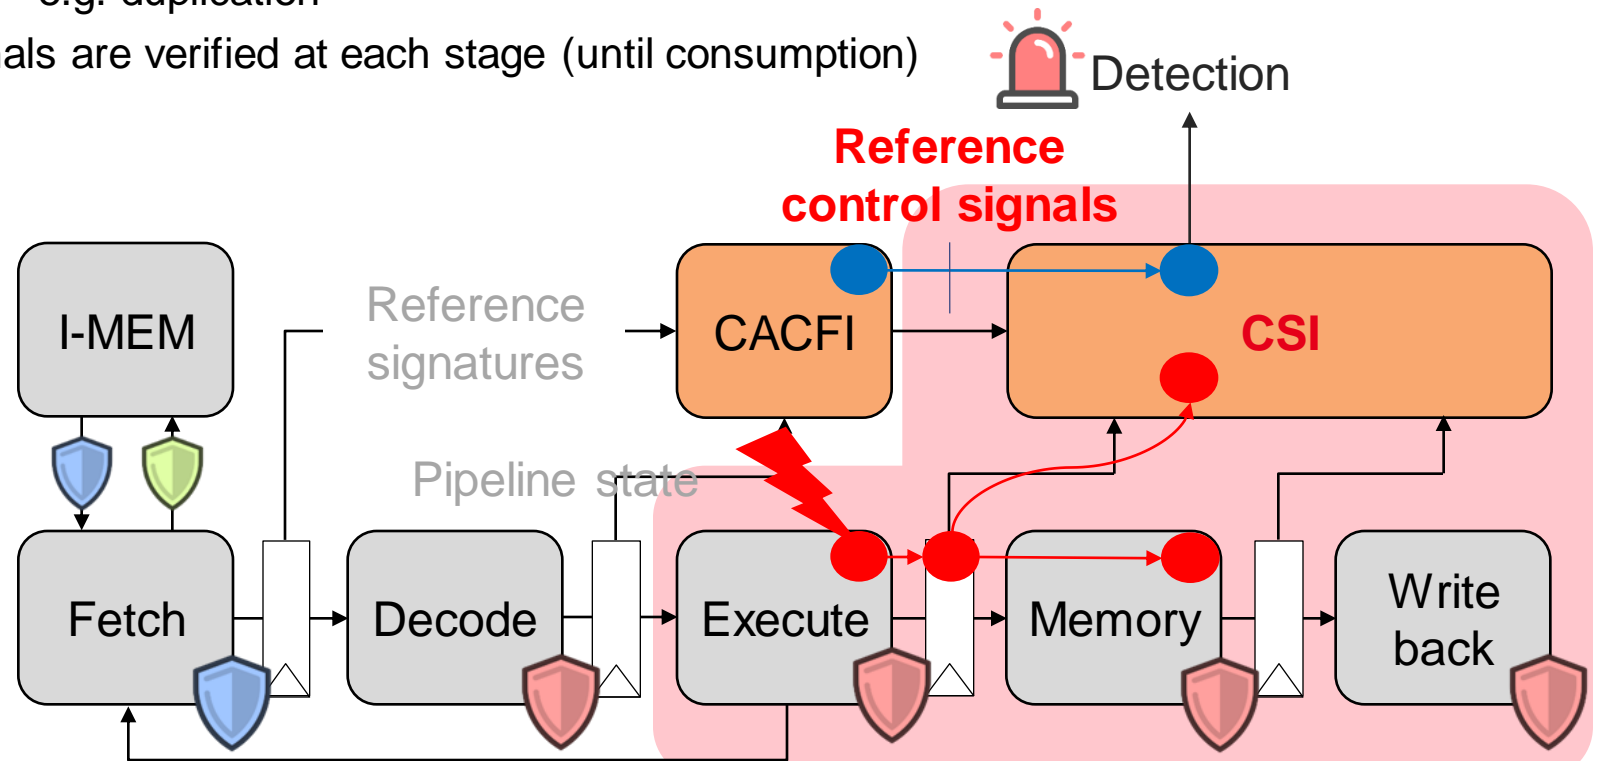 e.g. duplication
als are verified at each stage (until consumption)
Detection
Reference
control signals
I-MEM
Reference
signatures
CACFI
CSI
Pipeline state
Fetch
Decode
Execute
Memory
Write
back